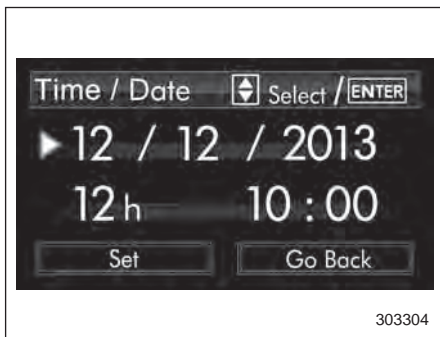 Time / Date Select / ENTER
12 / 12 / 2013
12h 10 : 00
Set Go Back
303304